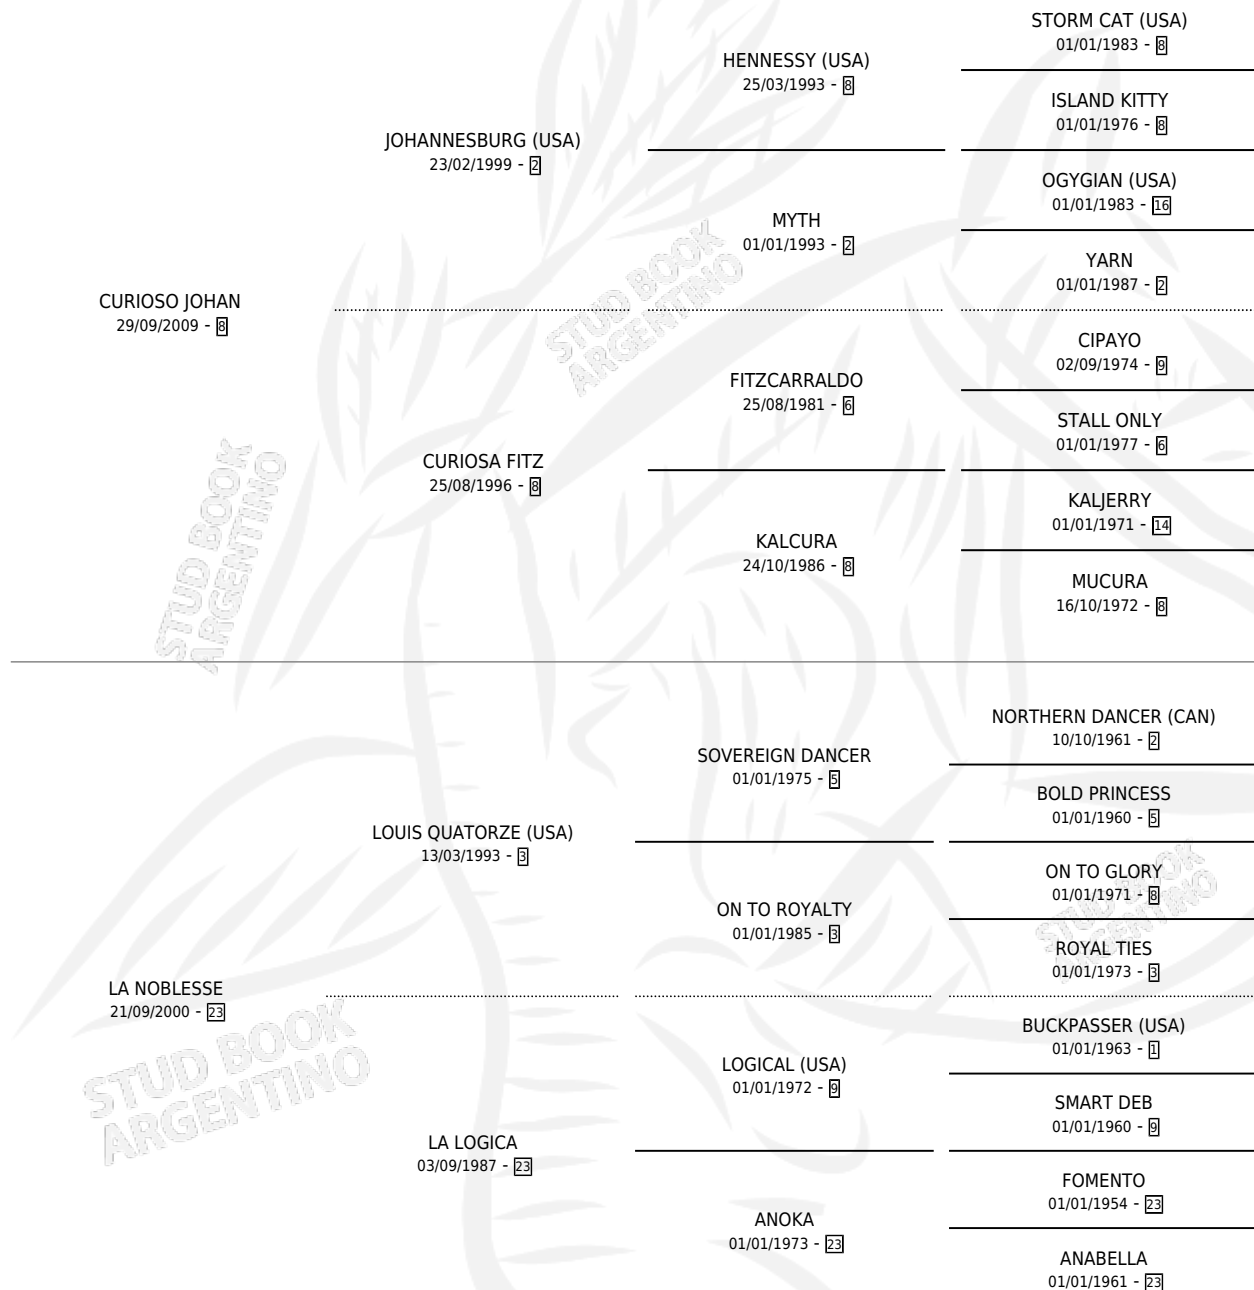 STORM CAT (USA)
01/01/1983 - 8
HENNESSY (USA)
25/03/1993 - 8
ISLAND KITTY
01/01/1976 - 8
JOHANNESBURG (USA)
23/02/1999 - 2
OGYGIAN (USA)
01/01/1983 - 16
MYTH
01/01/1993 - 2
YARN
01/01/1987 - 2
CURIOSO JOHAN
29/09/2009 - 8
CIPAYO
02/09/1974 - 9
FITZCARRALDO
25/08/1981 - 6
STALL ONLY
01/01/1977 - 6
CURIOSA FITZ
25/08/1996 - 8
KALJERRY
01/01/1971 - 14
KALCURA
24/10/1986 - 8
MUCURA
16/10/1972 - 8
STUD BOOK
ARGENTINO
STUD BOOK
ARGENTINO
NORTHERN DANCER (CAN)
10/10/1961 - 2
SOVEREIGN DANCER
01/01/1975 - 5
BOLD PRINCESS
01/01/1960 - 5
LOUIS QUATORZE (USA)
13/03/1993 - 3
ON TO GLORY
01/01/1971 - 8
ON TO ROYALTY
01/01/1985 - 3
ROYAL TIES
01/01/1973 - 3
STUD BOOK
ARGENTINO
LA NOBLESSE
21/09/2000 - 23
BUCKPASSER (USA)
01/01/1963 - 1
LOGICAL (USA)
01/01/1972 - 9
SMART DEB
01/01/1960 - 9
LA LOGICA
03/09/1987 - 23
FOMENTO
01/01/1954 - 23
ANOKA
01/01/1973 - 23
ANABELLA
01/01/1961 - 23
STUD BOOK
ARGENTINO